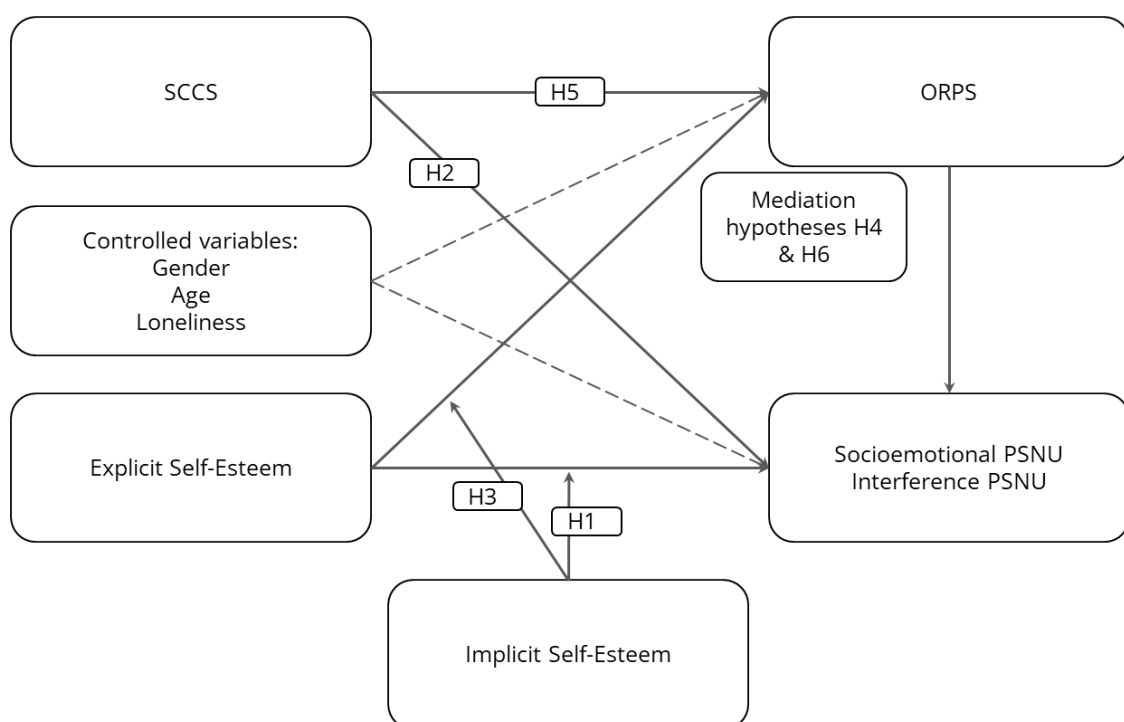 SCCS
H5
ORPS
H2
Mediation
hypotheses H4
& H6
Controlled variables:
Gender
Age
Loneliness
Explicit Self-Esteem
Socioemotional PSNU
Interference PSNU
H3
H1
Implicit Self-Esteem